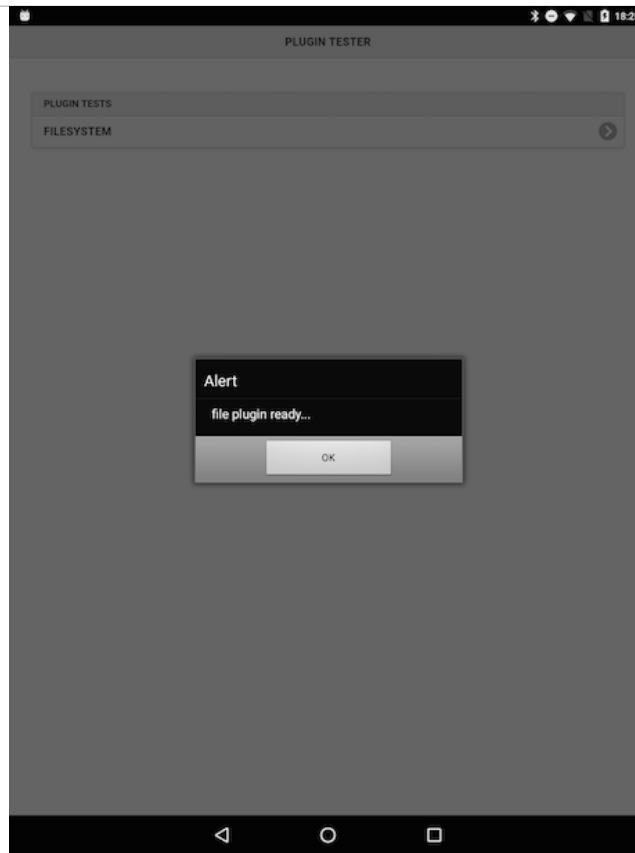 18:2
PLUGIN TESTER
PLUGIN TESTS
FILESYSTEM
Alert
file plugin ready...
OK